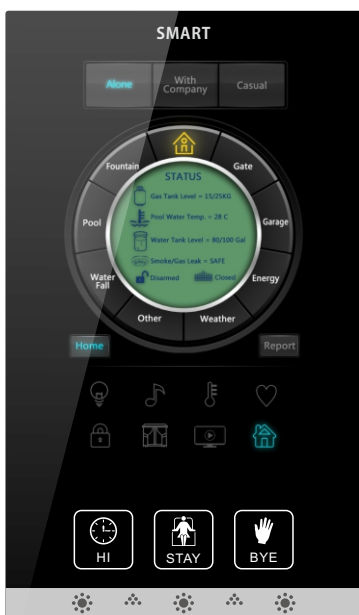 SMART
Alone
With
Company
Casual
Fountain
Gate
Pool
Garage
Water
Fall
Energy
Other
Weather
STATUS
Gas Tank Level = 15/25KG
Pool Water Temp. = 28 C
Water Tank Level = 80/100 Gal
Smoke/Gas Leak = SAFE
Disarmed
Closed
Home
Report
HI
STAY
BYE